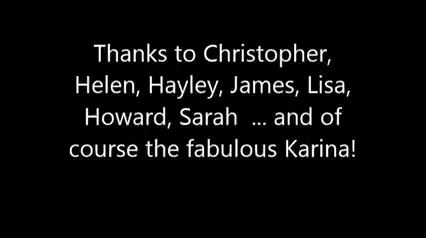 Thanks to Christopher,
Helen, Hayley, James, Lisa,
Howard, Sarah  ... and of
course the fabulous Karina!